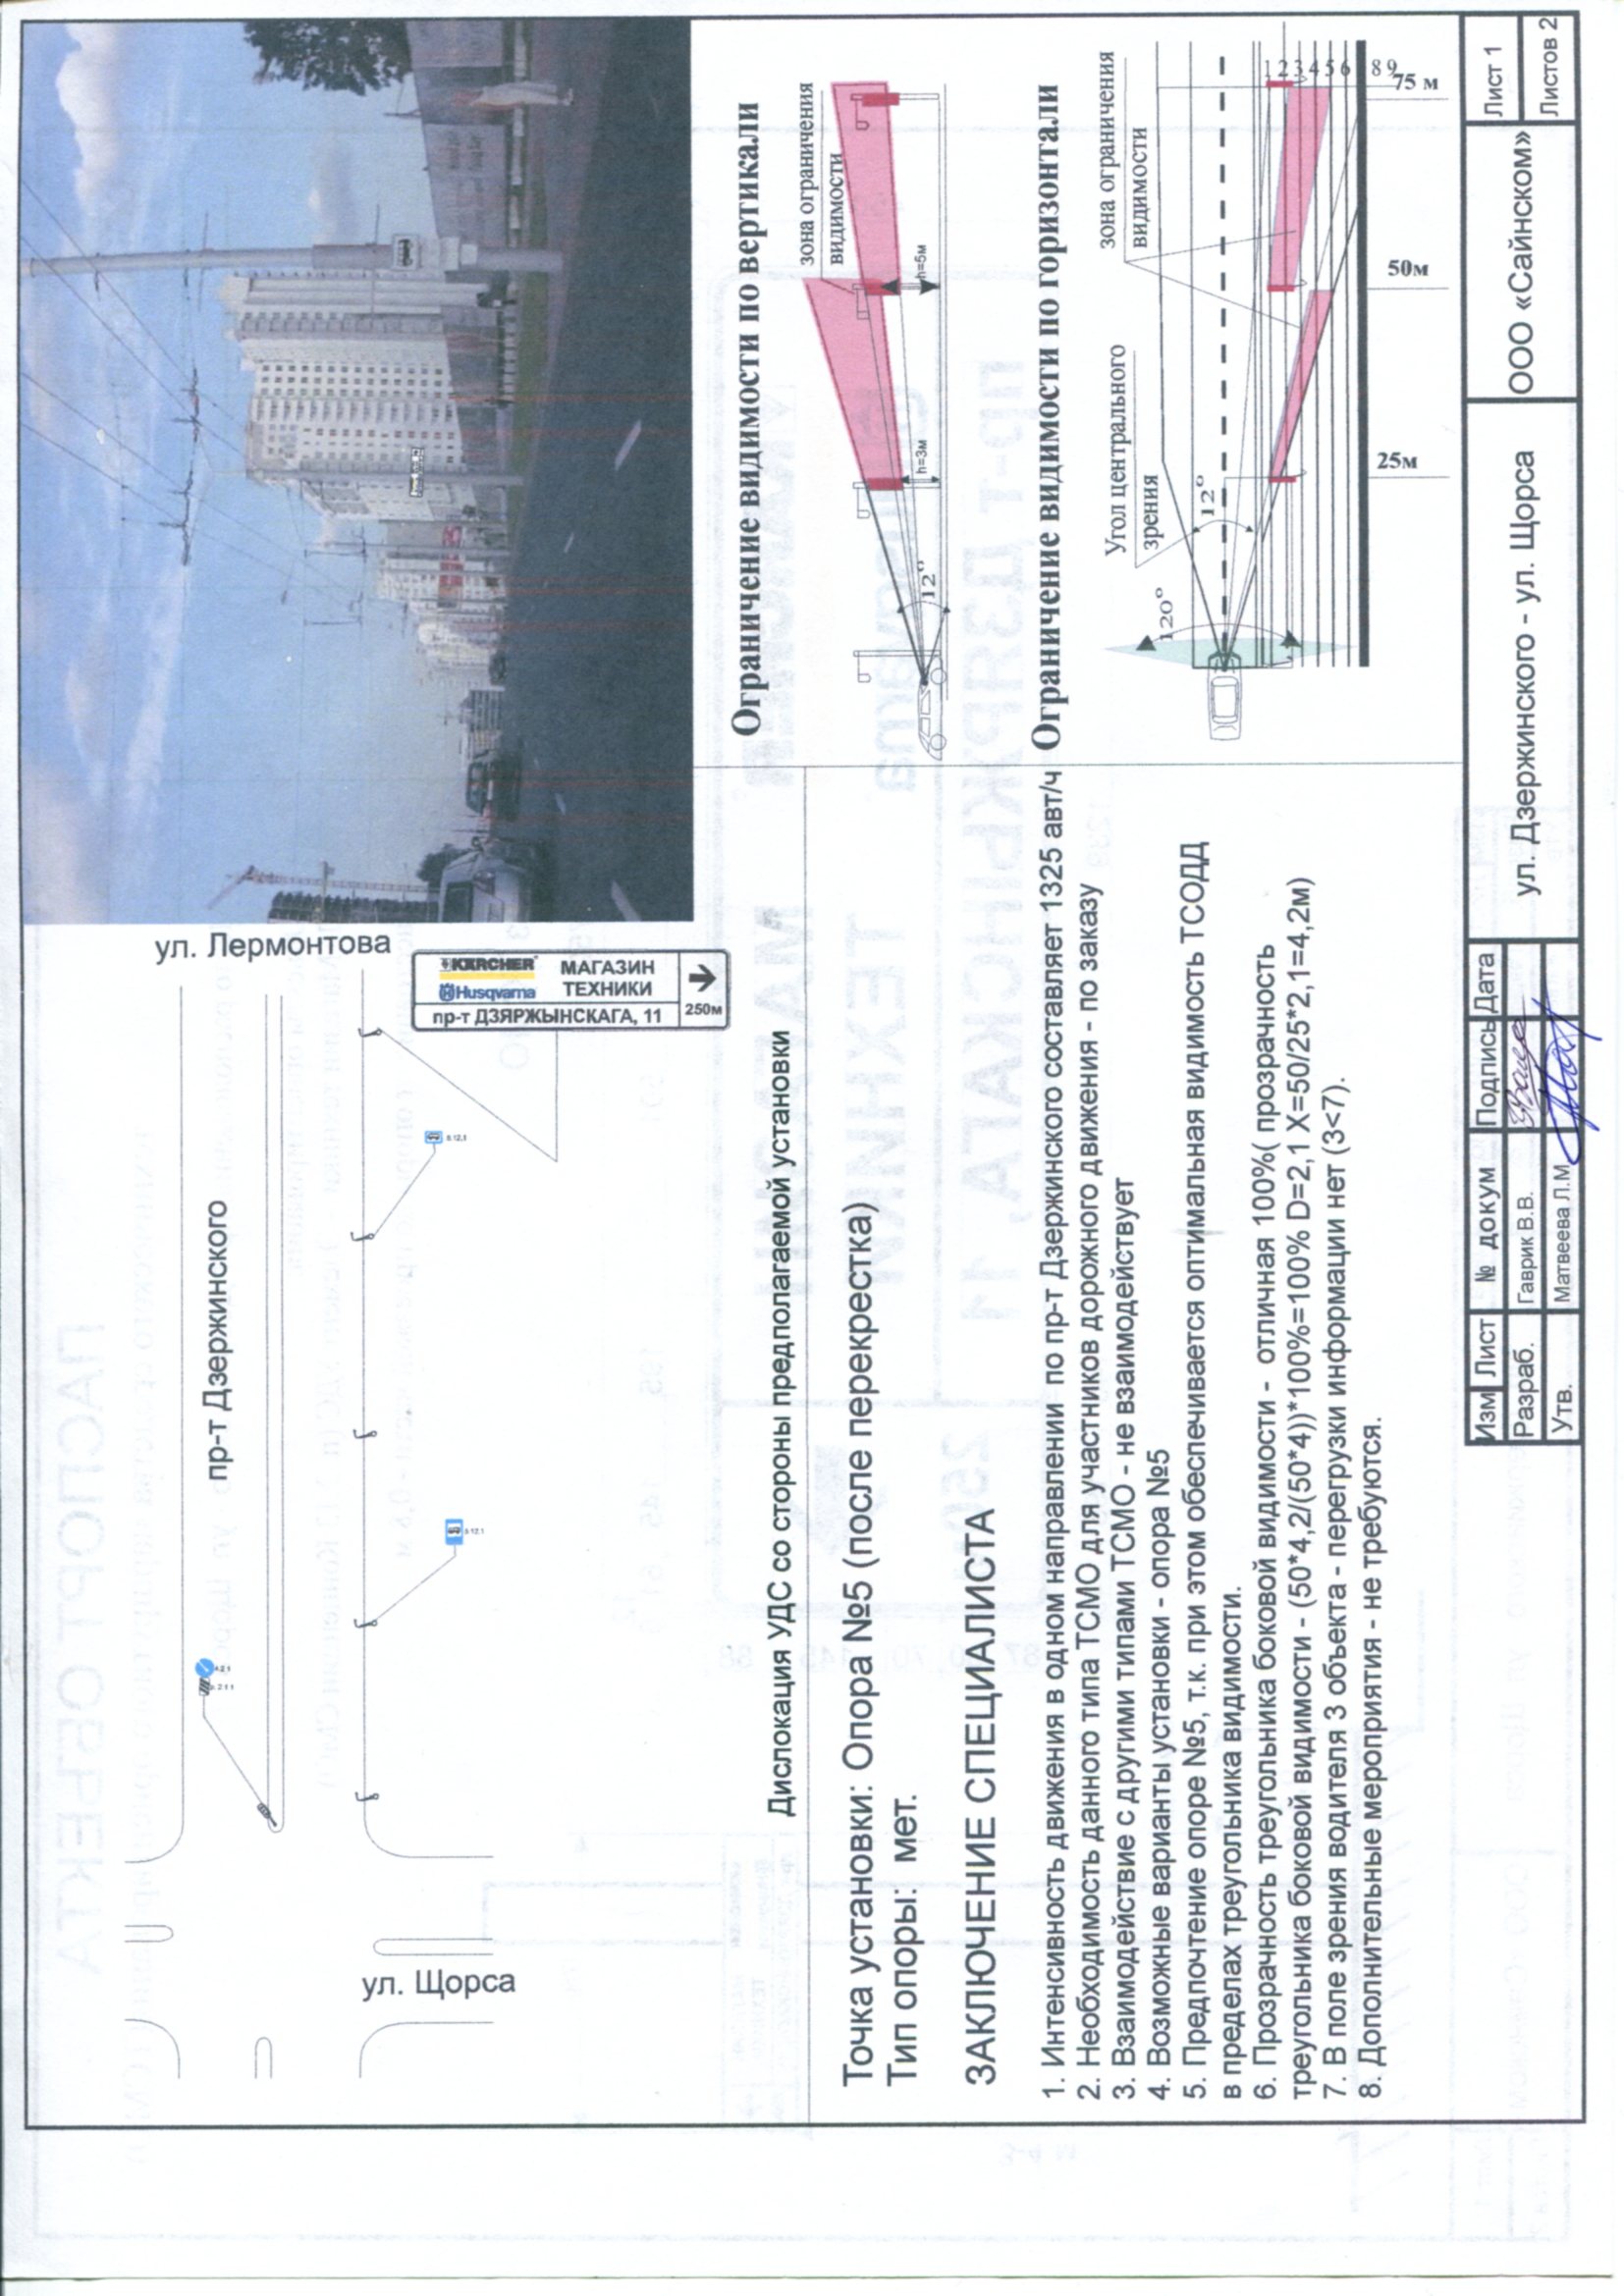 ул. Лермонтова
пр-т Дзержинского
ул. Щорса
KÄRCHER
Husqvarna
МАГАЗИН
ТЕХНИКИ
пр-т ДЗЯРЖЫНСКАГА, 11
250м
5.12.1
5.12.1
Дислокация УДС со стороны предполагаемой установки
Точка установки: Опора №5 (после перекрестка)
Тип опоры: мет.
ЗАКЛЮЧЕНИЕ СПЕЦИАЛИСТА
1. Интенсивность движения в одном направлении по пр-т Дзержинского составляет 1325 авт/ч
2. Необходимость данного типа ТСМО для участников дорожного движения - по заказу
3. Взаимодействие с другими типами ТСМО - не взаимодействует
4. Возможные варианты установки - опора №5
5. Предпочтение опоре №5, т.к. при этом обеспечивается оптимальная видимость ТСОДД
в пределах треугольника видимости.
6. Прозрачность треугольника боковой видимости - отличная 100%( прозрачность
треугольника боковой видимости - (50*4,2/(50*4))*100%=100% D=2,1 X=50/25*2,1=4,2м)
7. В поле зрения водителя 3 объекта - перегрузки информации нет (3<7).
8. Дополнительные мероприятия - не требуются.
Ограничение видимости по вертикали
зона ограничения
видимости
12°
h=3м
h=5м
Ограничение видимости по горизонтали
Угол центрального
зрения
зона ограничения
видимости
120°
12°
1 2 3 4 5 6 8 9
25м
50м
75 м
Изм Лист № докум Подпись Дата
Разраб. Гаврик В.В.
Утв. Матвеева Л.М.
ул. Дзержинского - ул. Щорса
ООО «Сайнском»
Лист 1
Листов 2